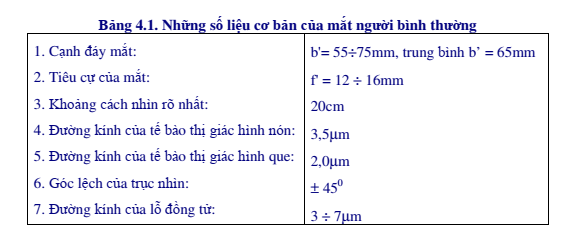 Bảng 4.1. Những số liệu cơ bản của mắt người bình thường
1. Cạnh đáy mắt: b'= 55÷75mm, trung bình b’ = 65mm
2. Tiêu cự của mắt: f' = 12 ÷ 16mm
3. Khoảng cách nhìn rõ nhất: 20cm
4. Đường kính của tế bào thị giác hình nón: 3,5μm
5. Đường kính của tế bào thị giác hình que: 2,0μm
6. Góc lệch của trục nhìn: ± 45⁰
7. Đường kính của lỗ đồng tử: 3 ÷ 7μm